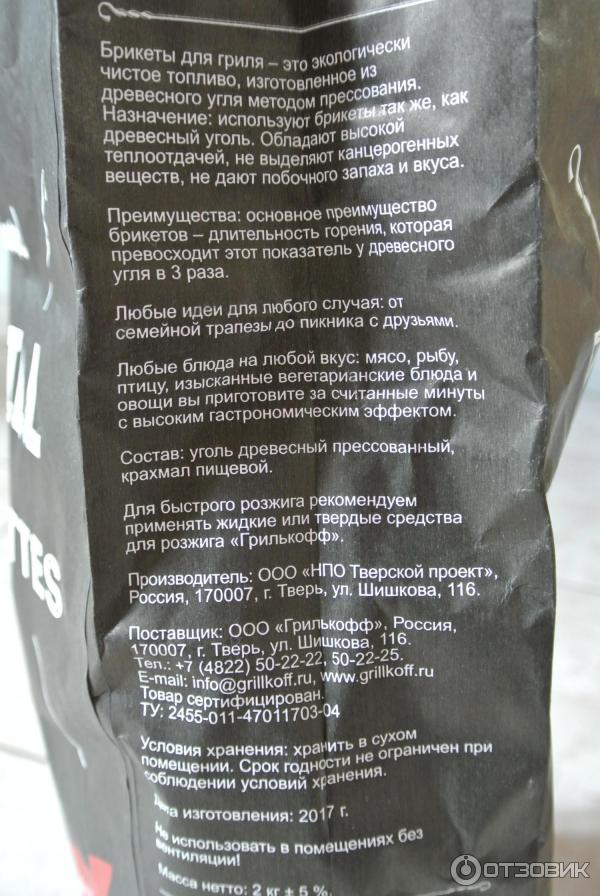 Брикеты для гриля – это экологически
чистое топливо, изготовленное из
древесного угля методом прессования.
Назначение: используют брикеты так же, как
древесный уголь. Обладают высокой
теплоотдачей, не выделяют канцерогенных
веществ, не дают побочного запаха и вкуса.
Преимущества: основное преимущество
брикетов – длительность горения, которая
превосходит этот показатель у древесного
угля в 3 раза.
Любые идеи для любого случая: от
семейной трапезы до пикника с друзьями.
Любые блюда на любой вкус: мясо, рыбу,
птицу, изысканные вегетарианские блюда и
овощи вы приготовите за считанные минуты
с высоким гастрономическим эффектом.
Состав: уголь древесный прессованный,
крахмал пищевой.
Для быстрого розжига рекомендуем
применять жидкие или твердые средства
для розжига «Грилькофф».
Производитель: ООО «НПО Тверской проект»,
Россия, 170007, г. Тверь, ул. Шишкова, 116.
Поставщик: ООО «Грилькофф», Россия,
170007, г. Тверь, ул. Шишкова, 116.
Тел.: +7 (4822) 50-22-22, 50-22-25.
E-mail: info@grillkoff.ru, www.grillkoff.ru
Товар сертифицирован.
ТУ: 2455-011-47011703-04
Условия хранения: хранить в сухом
помещении. Срок годности не ограничен при
соблюдении условий хранения.
Дата изготовления: 2017 г.
Не использовать в помещениях без
вентиляции!
Масса нетто: 2 кг ± 5 %.
TTES
ОТЗОВИК